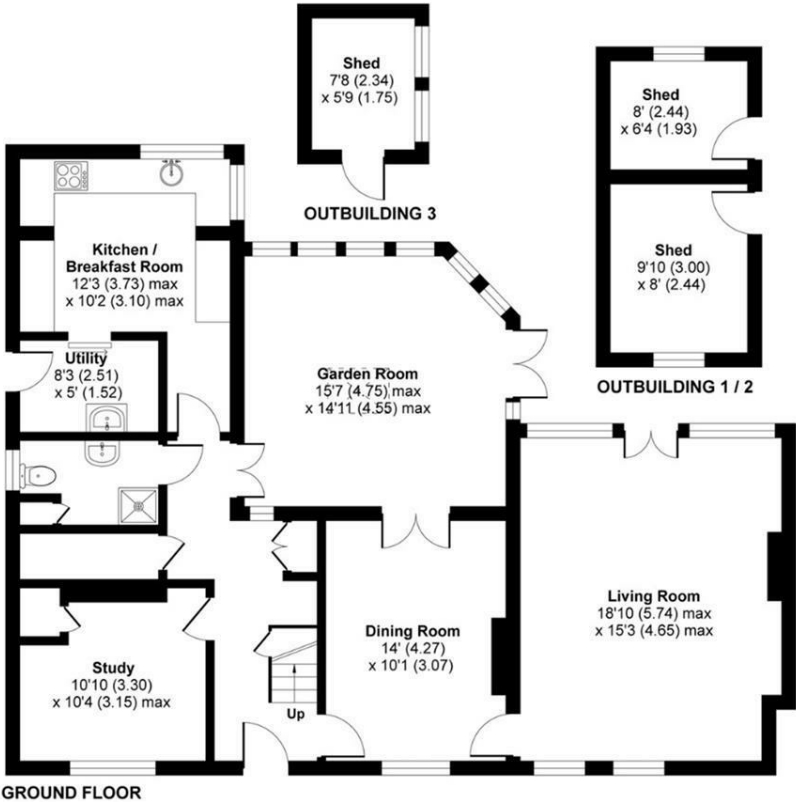 Shed
7'8 (2.34)
x 5'9 (1.75)
OUTBUILDING 3
Shed
8' (2.44)
x 6'4 (1.93)
Shed
9'10 (3.00)
x 8' (2.44)
OUTBUILDING 1 / 2
Kitchen /
Breakfast Room
12'3 (3.73) max
x 10'2 (3.10) max
Utility
8'3 (2.51)
x 5' (1.52)
Garden Room
15'7 (4.75) max
x 14'11 (4.55) max
Living Room
18'10 (5.74) max
x 15'3 (4.65) max
Dining Room
14' (4.27)
x 10'1 (3.07)
Study
10'10 (3.30)
x 10'4 (3.15) max
Up
GROUND FLOOR